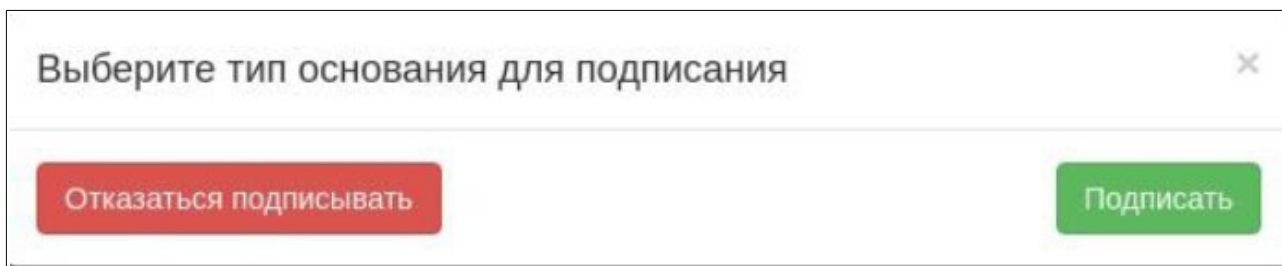 Выберите тип основания для подписания ×
Отказаться подписывать
Подписать